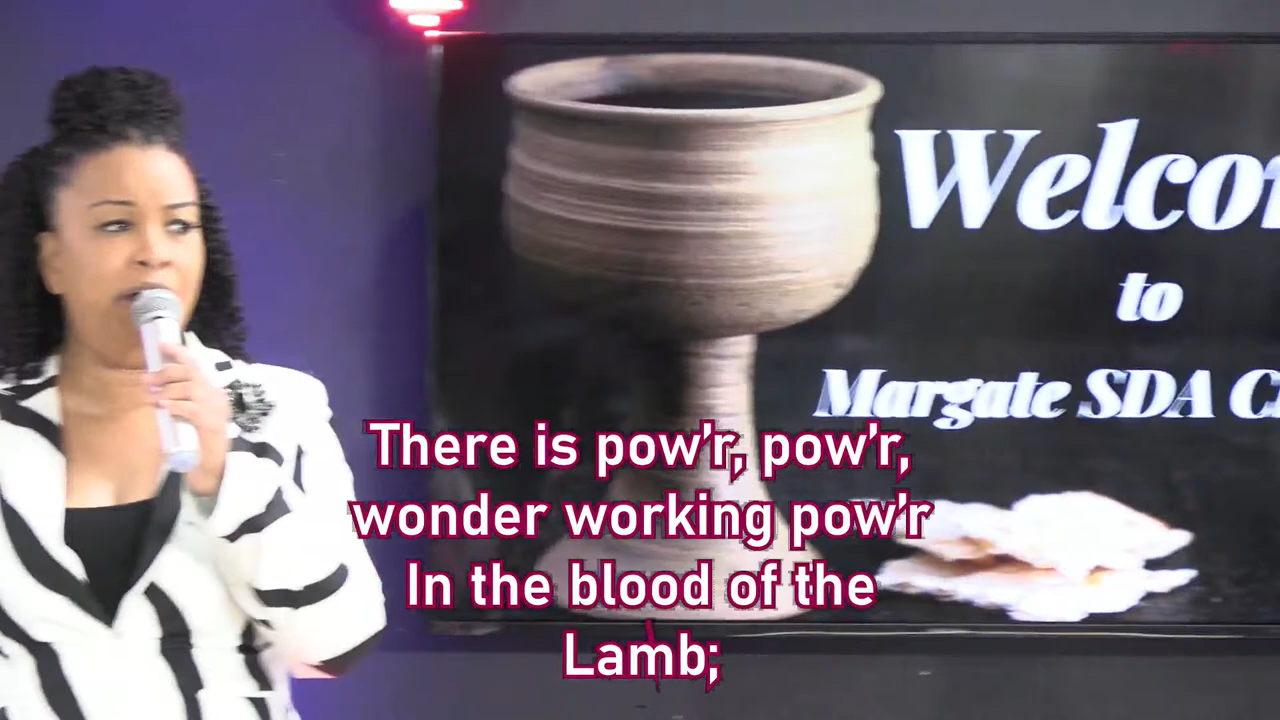 Welco
to
Margate SDA C
There is pow'r, pow'r,
wonder working pow'r
In the blood of the
Lamb;